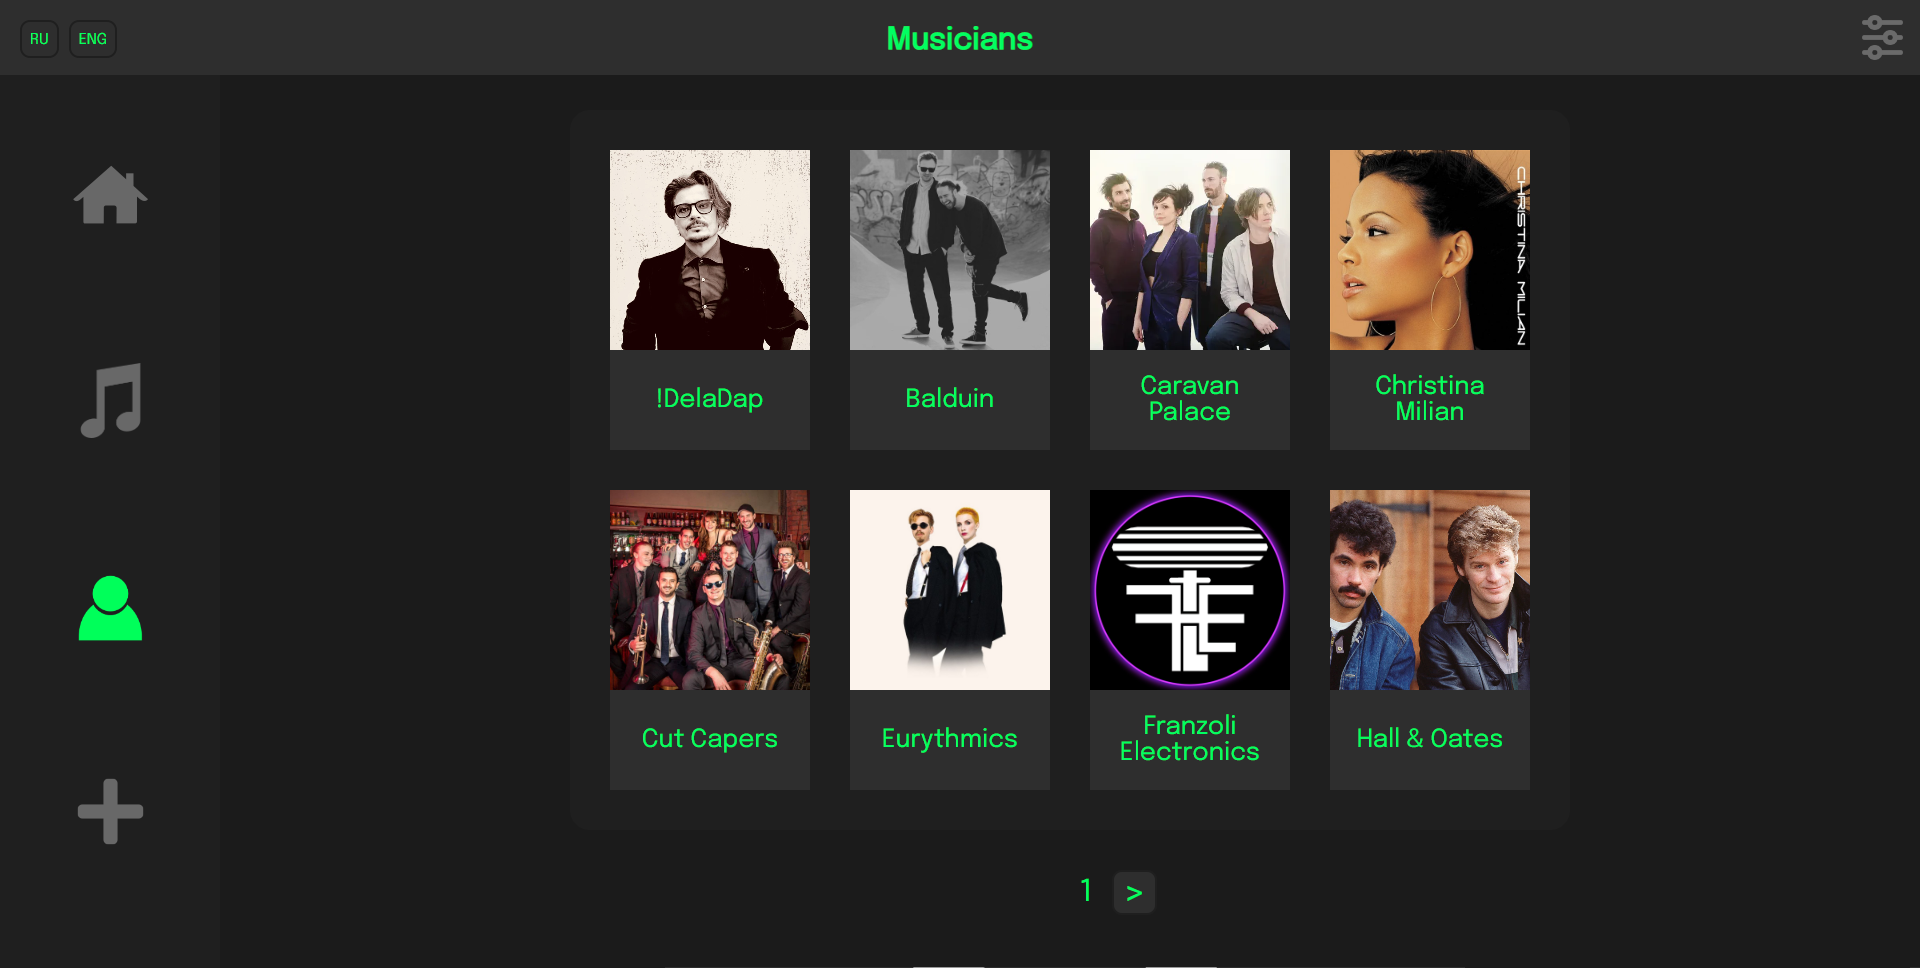 RU
ENG
Musicians
CHRISTINA MILIAN
!DelaDap
Balduin
Caravan
Palace
Christina
Milian
Cut Capers
Eurythmics
Franzoli
Electronics
Hall & Oates
1
>